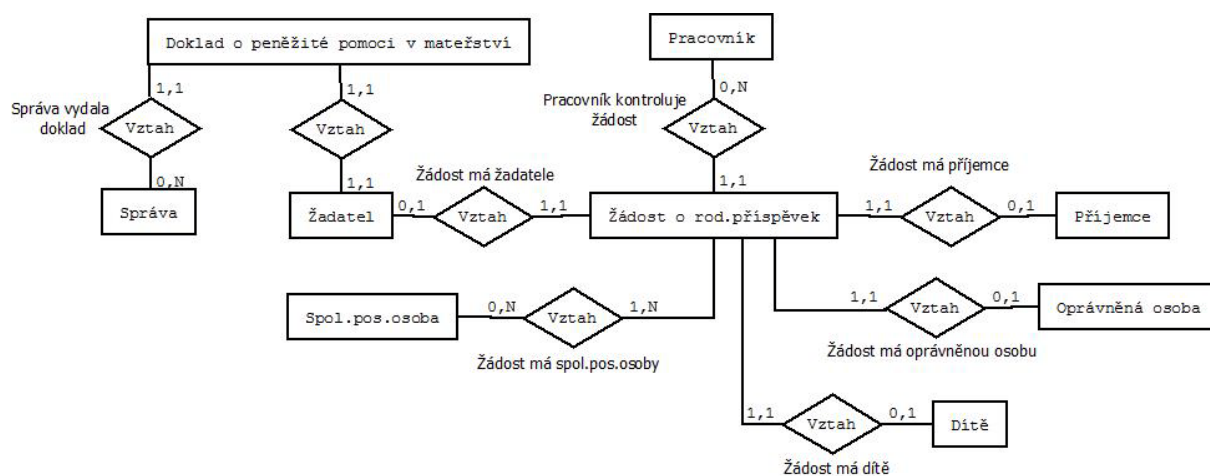 Doklad o peněžité pomoci v mateřství
Pracovník
1,1
1,1
0,N
Správa vydala
doklad
Vztah
Vztah
Pracovník kontroluje
žádost
Vztah
0,N
1,1
1,1
Žádost má žadatele
Žádost má příjemce
Správa
Žadatel
0,1
Vztah
1,1
Žádost o rod.příspěvek
1,1
Vztah
0,1
Příjemce
Spol.pos.osoba
0,N
Vztah
1,N
1,1
Vztah
0,1
Oprávněná osoba
Žádost má spol.pos.osoby
Žádost má oprávněnou osobu
1,1
Vztah
0,1
Dítě
Žádost má dítě